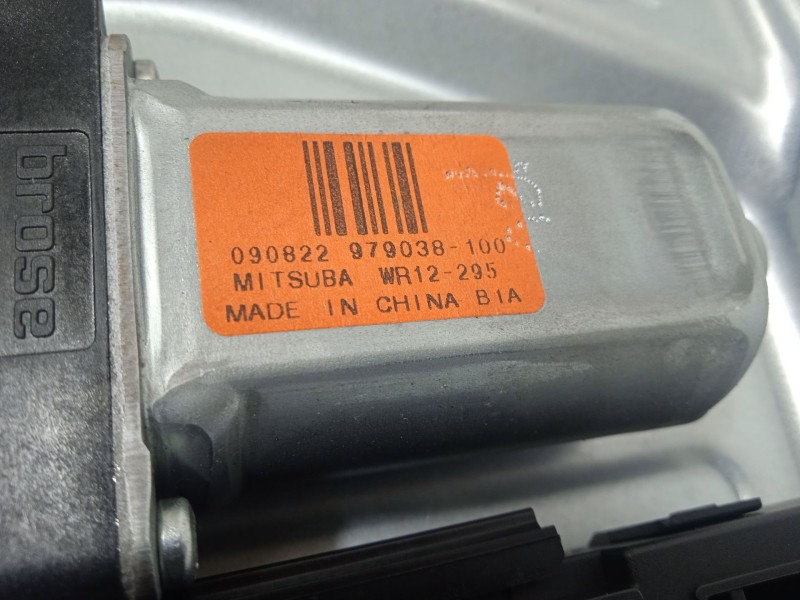 brose
090822 979038-100
MITSUBA WR12-295
MADE IN CHINA BIA